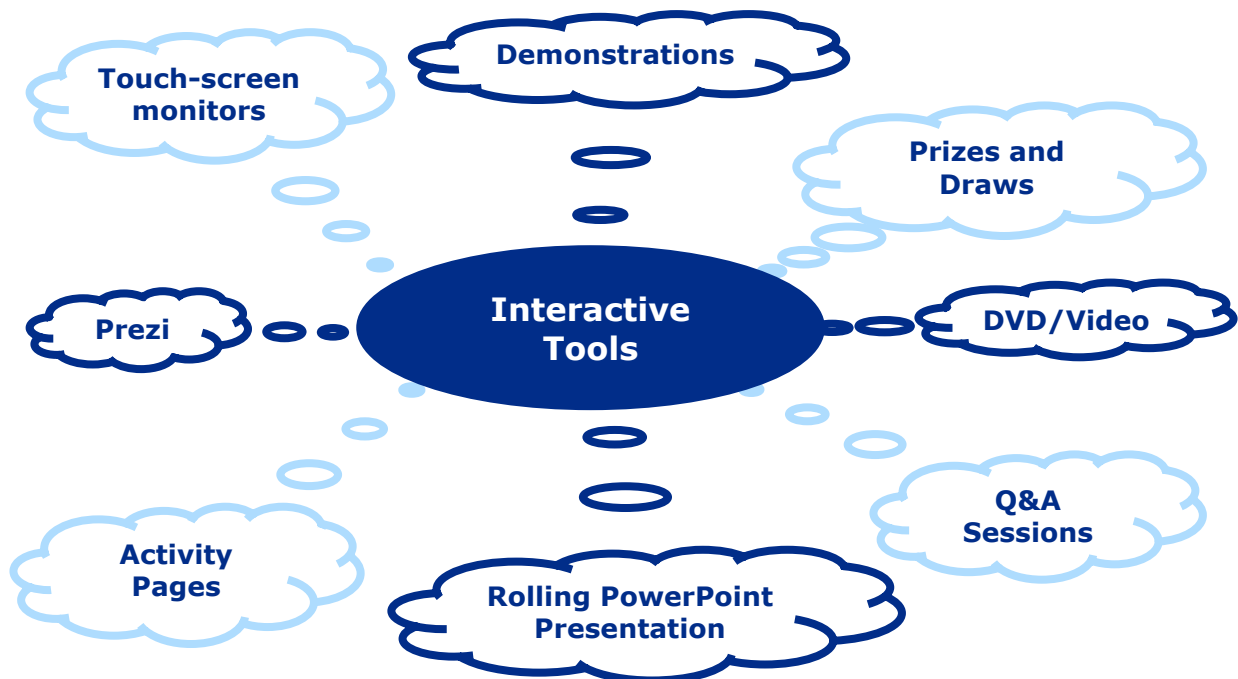 Demonstrations
Touch-screen
monitors
Prizes and
Draws
Interactive
Tools
Prezi
DVD/Video
Q&A
Sessions
Activity
Pages
Rolling PowerPoint
Presentation